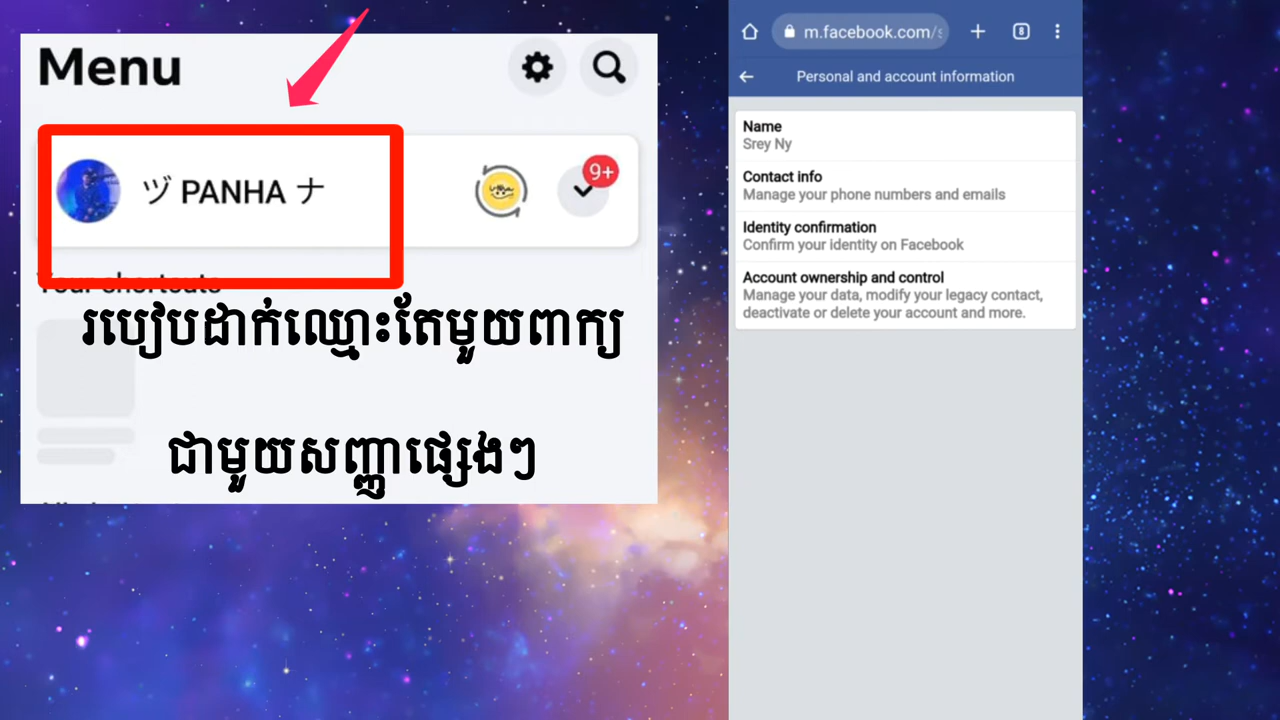 Menu
ヅ PANHA ナ
9+
Your shortcuts
របៀបដាក់ឈ្មោះតែមួយពាក្យ
ជាមួយសញ្ញាផ្សេងៗ
m.facebook.com/s
8
Personal and account information
Name
Srey Ny
Contact info
Manage your phone numbers and emails
Identity confirmation
Confirm your identity on Facebook
Account ownership and control
Manage your data, modify your legacy contact,
deactivate or delete your account and more.